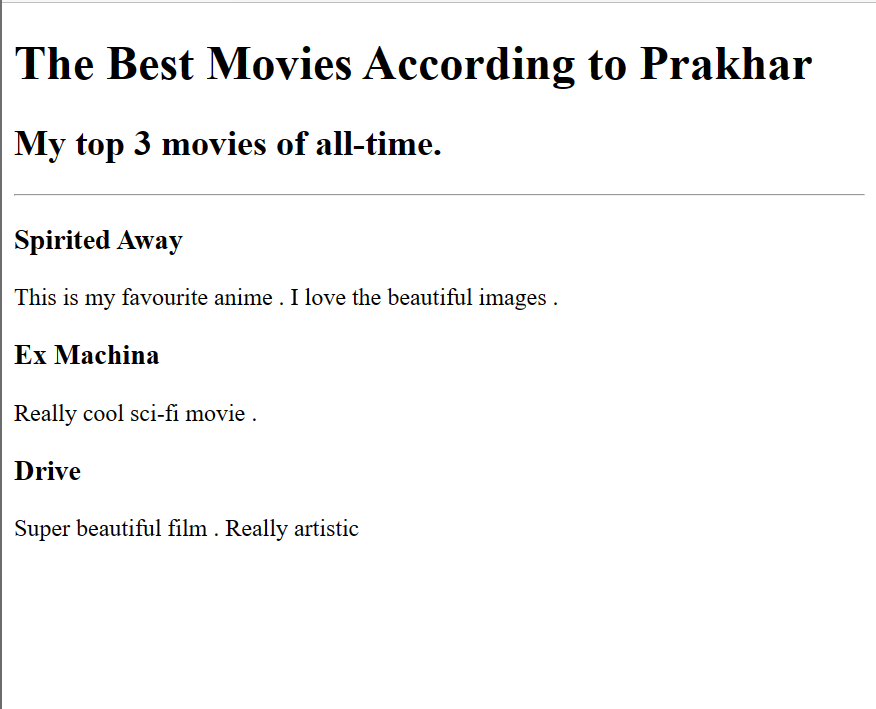 The Best Movies According to Prakhar
My top 3 movies of all-time.
Spirited Away
This is my favourite anime . I love the beautiful images .
Ex Machina
Really cool sci-fi movie .
Drive
Super beautiful film . Really artistic